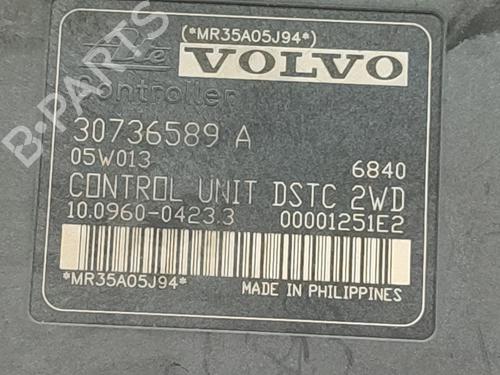 (*MR35A05J94*)
Ate VOLVO
Controller
30736589 A
05W013 6840
CONTROL UNIT DSTC 2WD
10.0960-0423.3 00001251E2
*MR35A05J94* MADE IN PHILIPPINES
B-PARTS